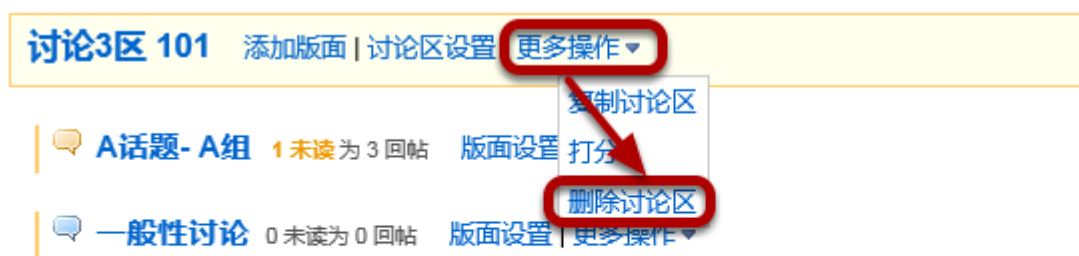 讨论3区 101 添加版面 | 讨论区设置 更多操作
复制讨论区
A话题- A组 1 未读 为 3 回帖 版面设置
打分
删除讨论区
一般性讨论 0 未读为 0 回帖 版面设置 | 更多操作